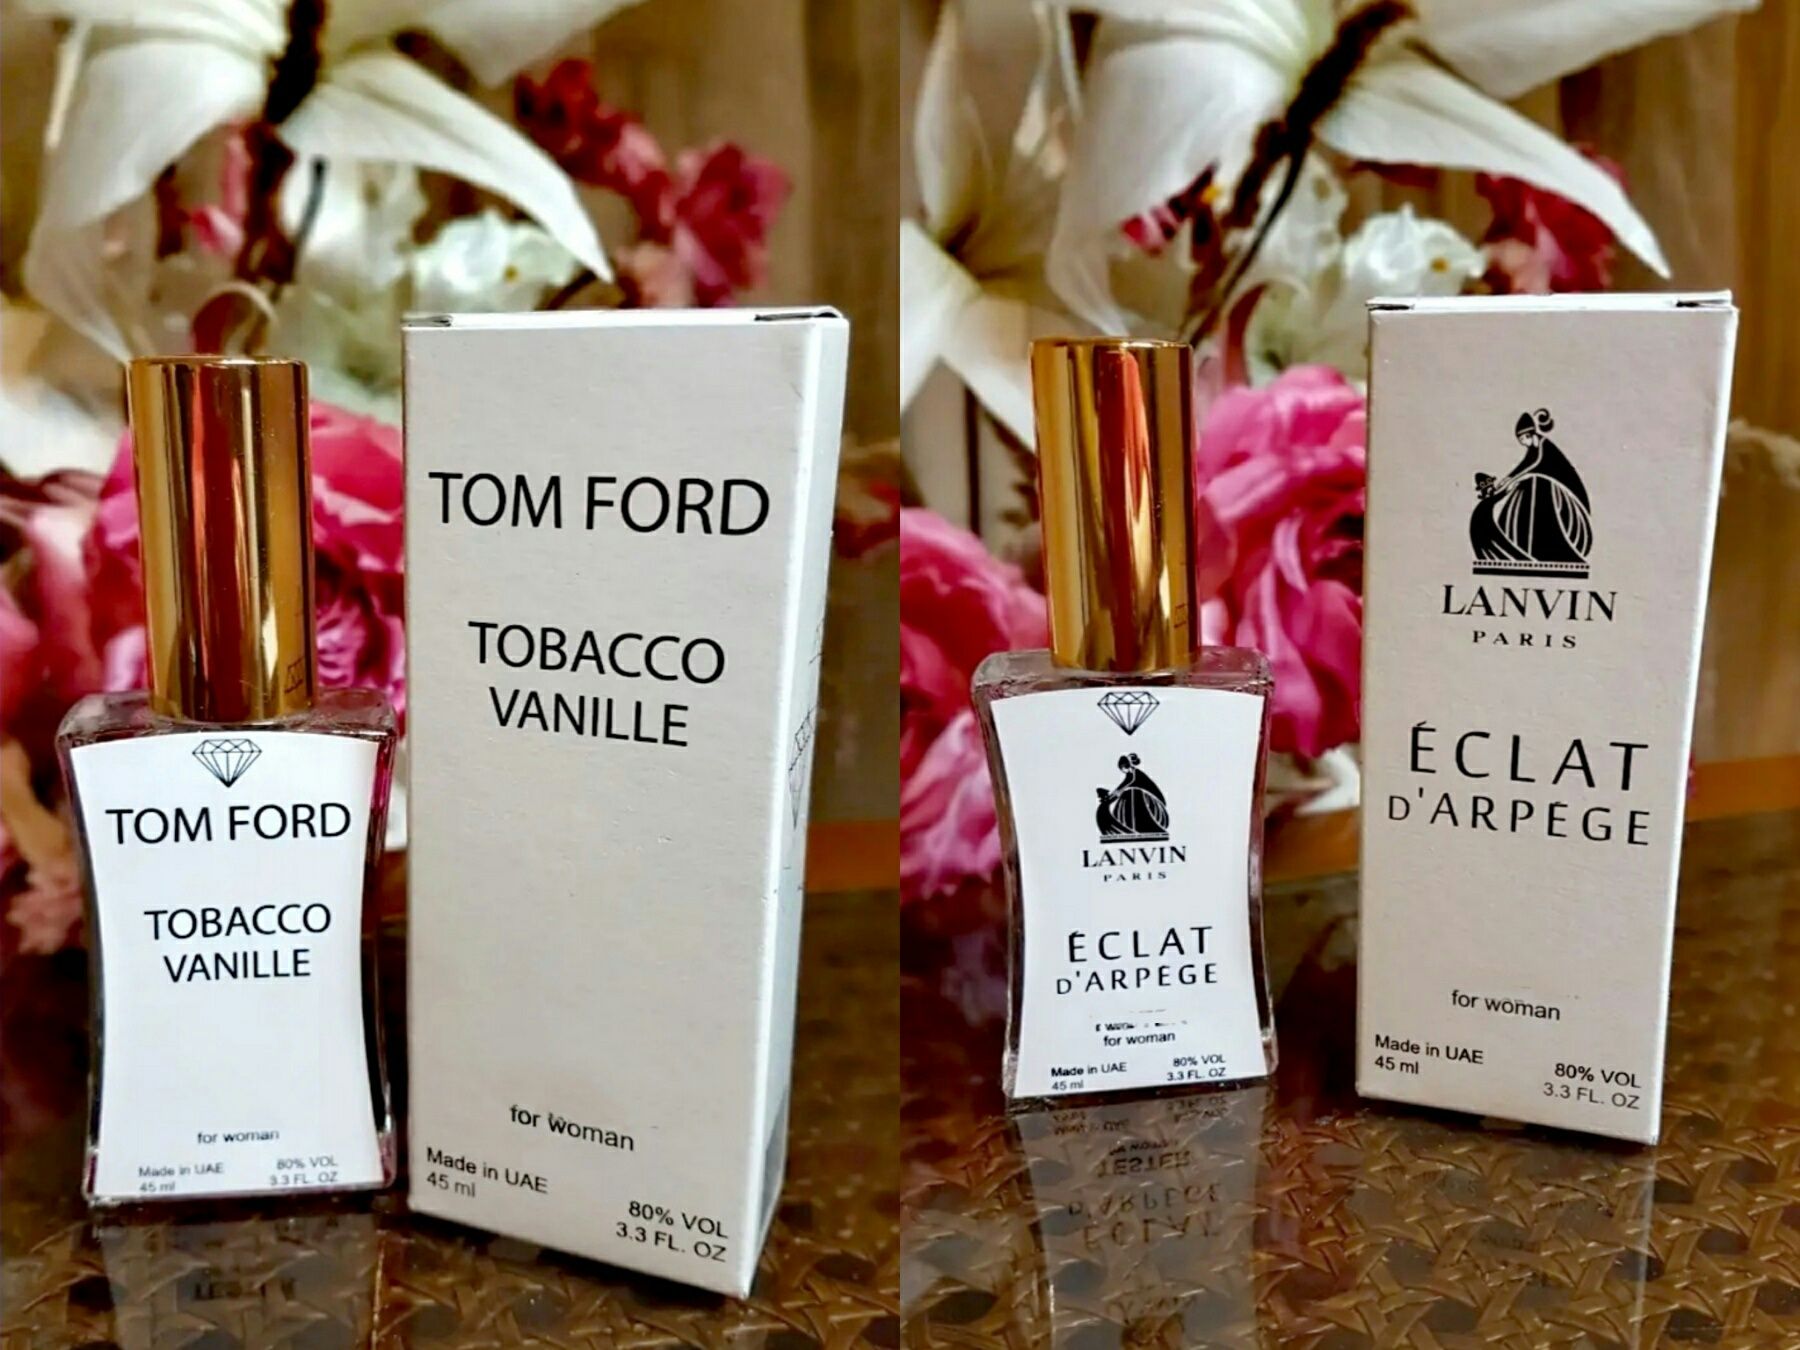 TOM FORD
TOBACCO
VANILLE
for woman
Made in UAE
45 ml
80% VOL
3.3 FL. OZ
TOM FORD
TOBACCO
VANILLE
for woman
Made in UAE
45 ml
80% VOL
3.3 FL. OZ
LANVIN
PARIS
ÉCLAT
D'ARPÈGE
for woman
Made in UAE
45 ml
80% VOL
3.3 FL. OZ
LANVIN
PARIS
ÉCLAT
D'ARPÈGE
for woman
Made in UAE
45 ml
80% VOL
3.3 FL. OZ